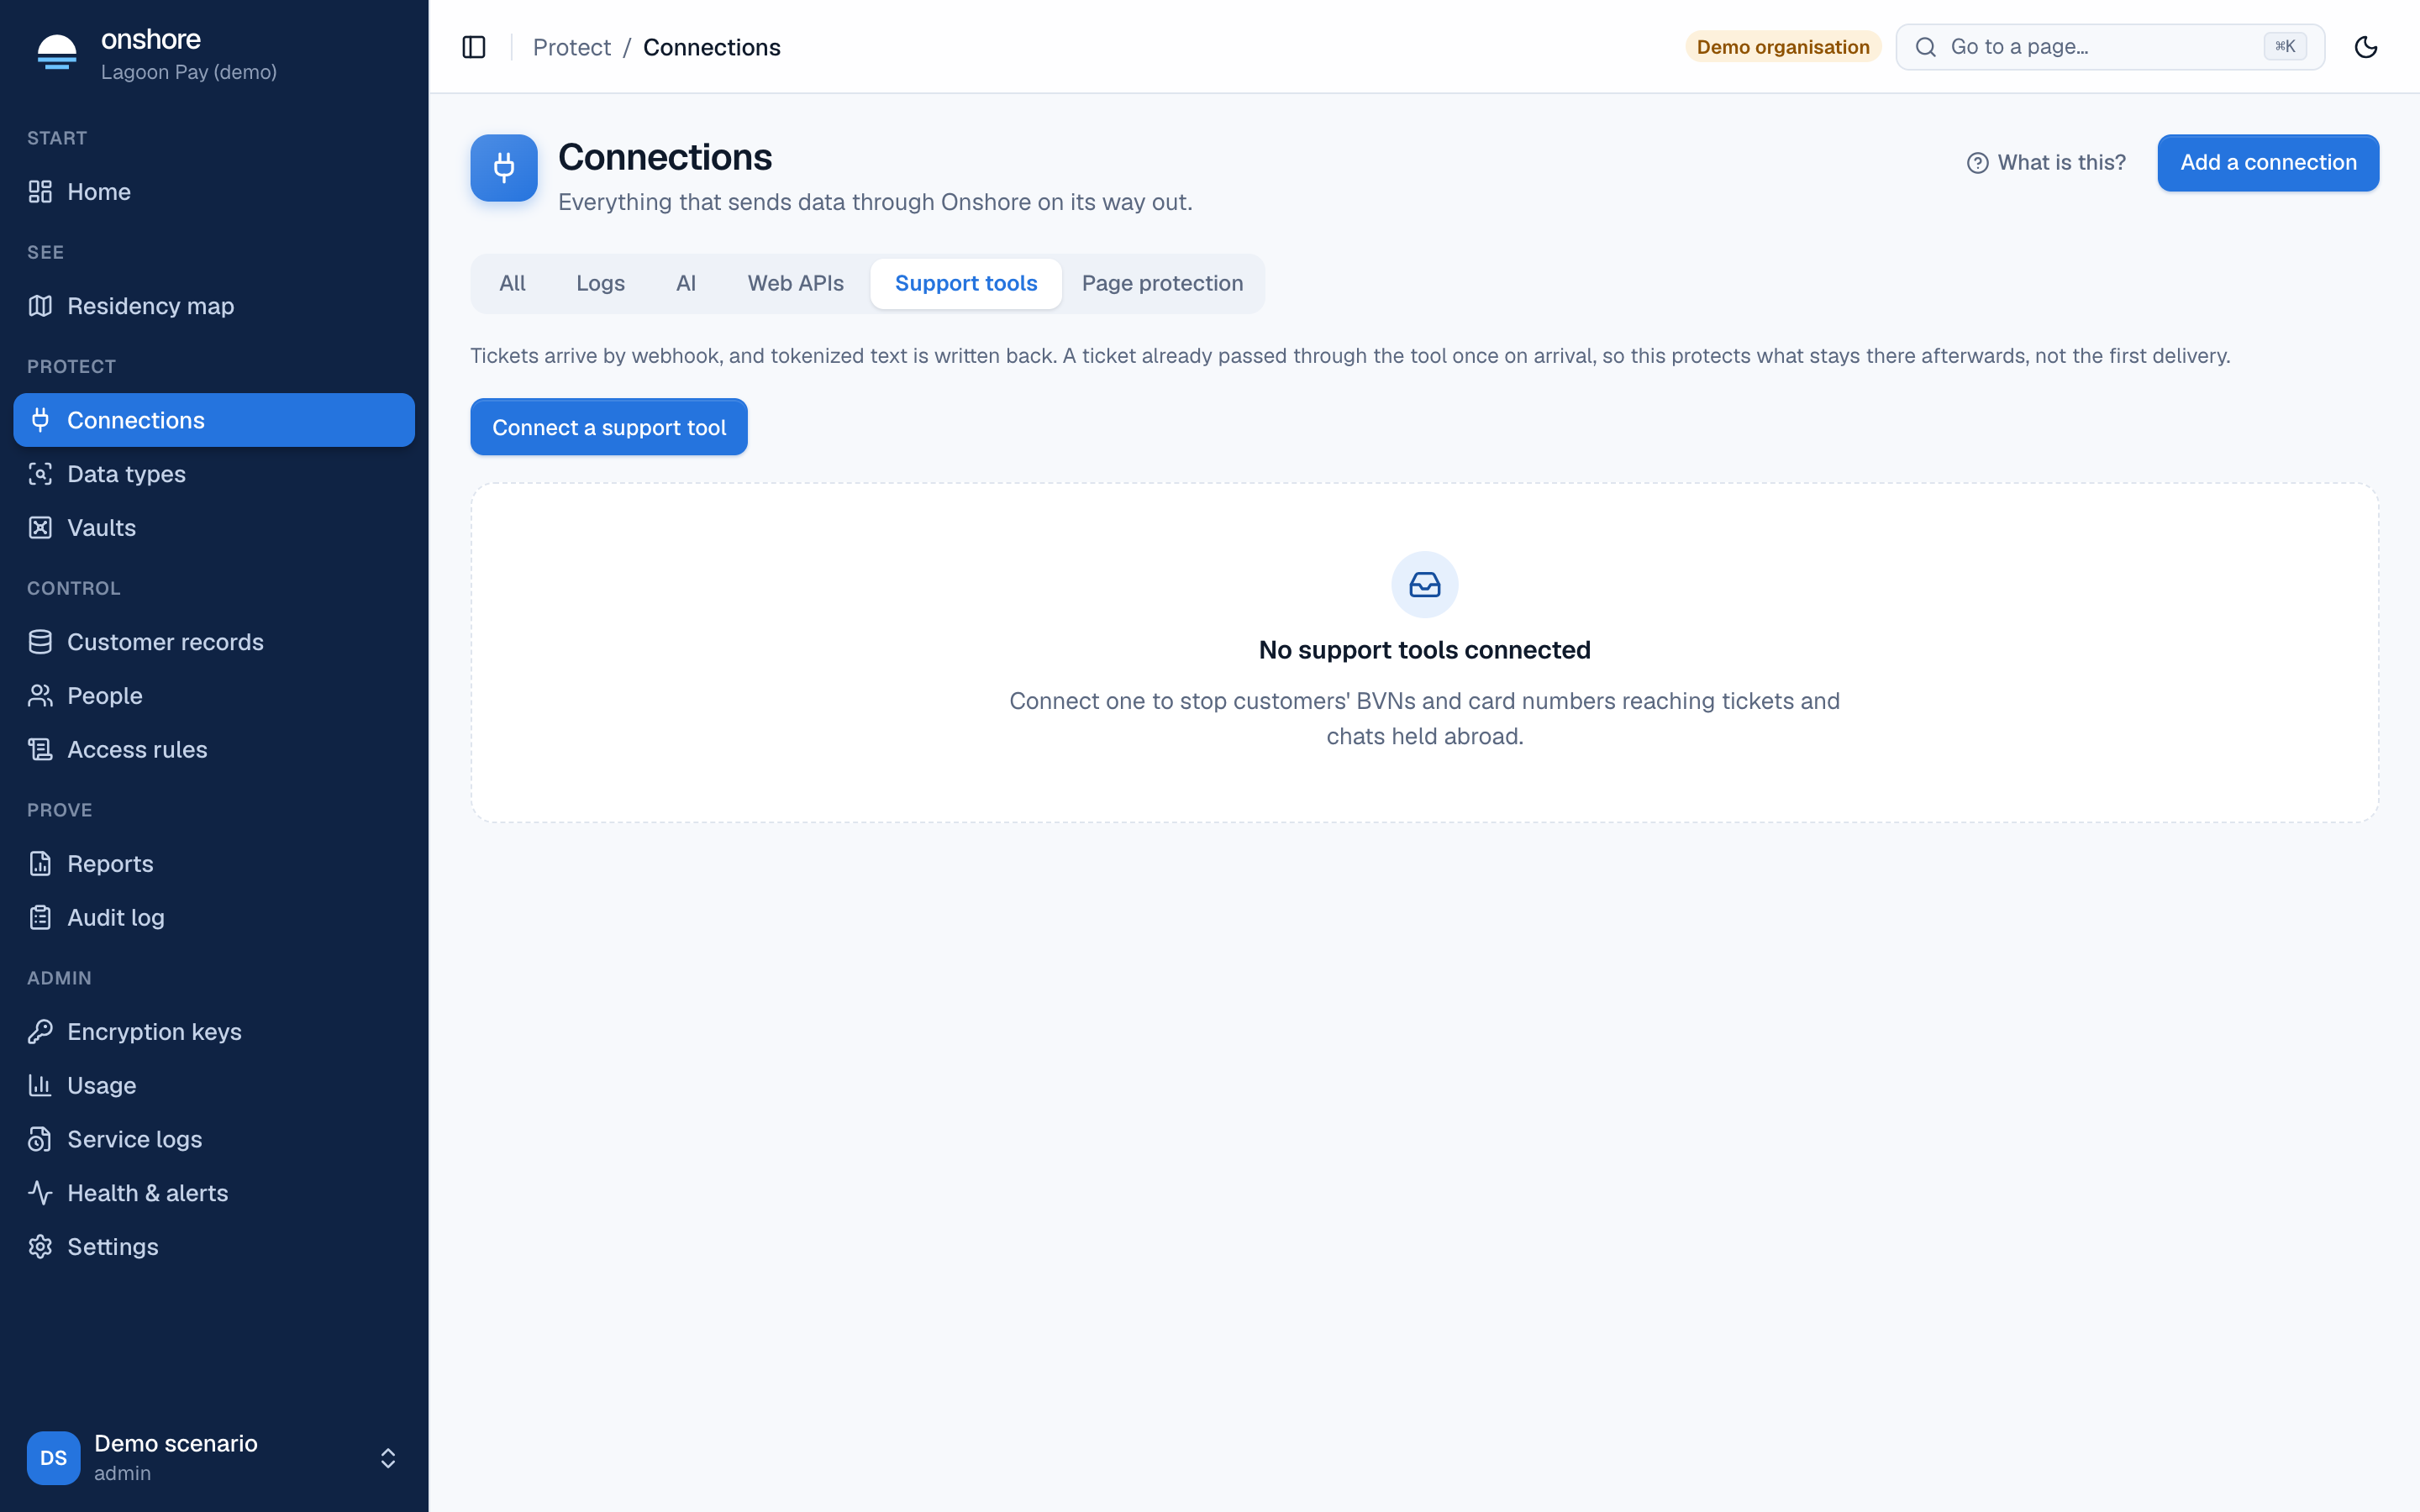 onshore
Lagoon Pay (demo)
START
Home
SEE
Residency map
PROTECT
Connections
Data types
Vaults
CONTROL
Customer records
People
Access rules
PROVE
Reports
Audit log
ADMIN
Encryption keys
Usage
Service logs
Health & alerts
Settings
DS
Demo scenario
admin
Protect / Connections
Demo organisation
Go to a page...
⌘K
Connections
Everything that sends data through Onshore on its way out.
What is this?
Add a connection
All
Logs
AI
Web APIs
Support tools
Page protection
Tickets arrive by webhook, and tokenized text is written back. A ticket already passed through the tool once on arrival, so this protects what stays there afterwards, not the first delivery.
Connect a support tool
No support tools connected
Connect one to stop customers' BVNs and card numbers reaching tickets and
chats held abroad.